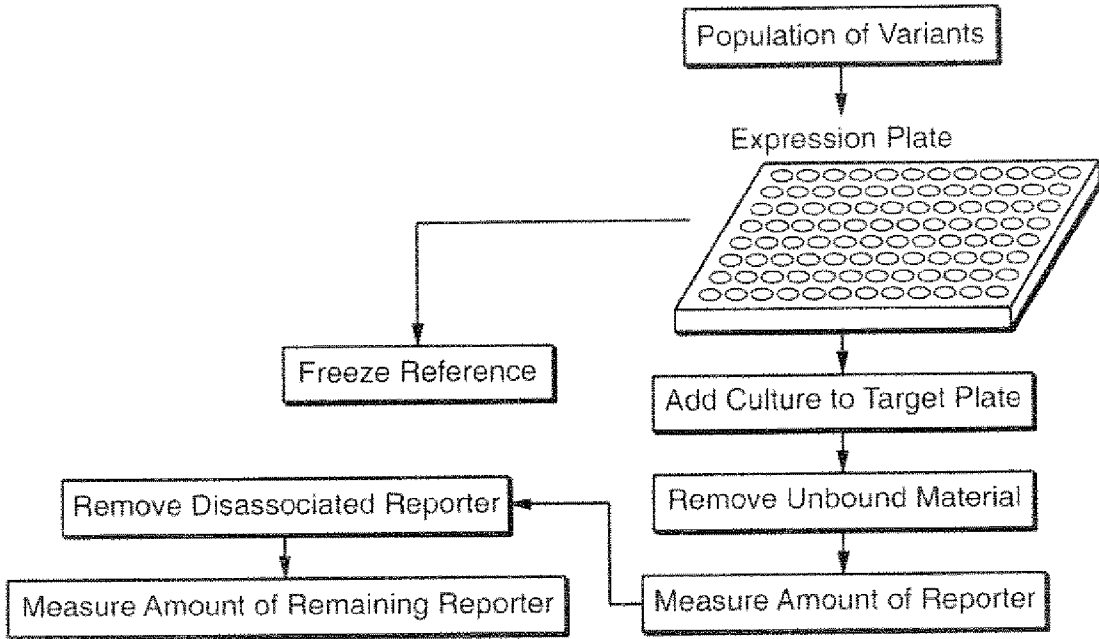 Population of Variants
Expression Plate
Freeze Reference
Add Culture to Target Plate
Remove Unbound Material
Remove Disassociated Reporter
Measure Amount of Reporter
Measure Amount of Remaining Reporter